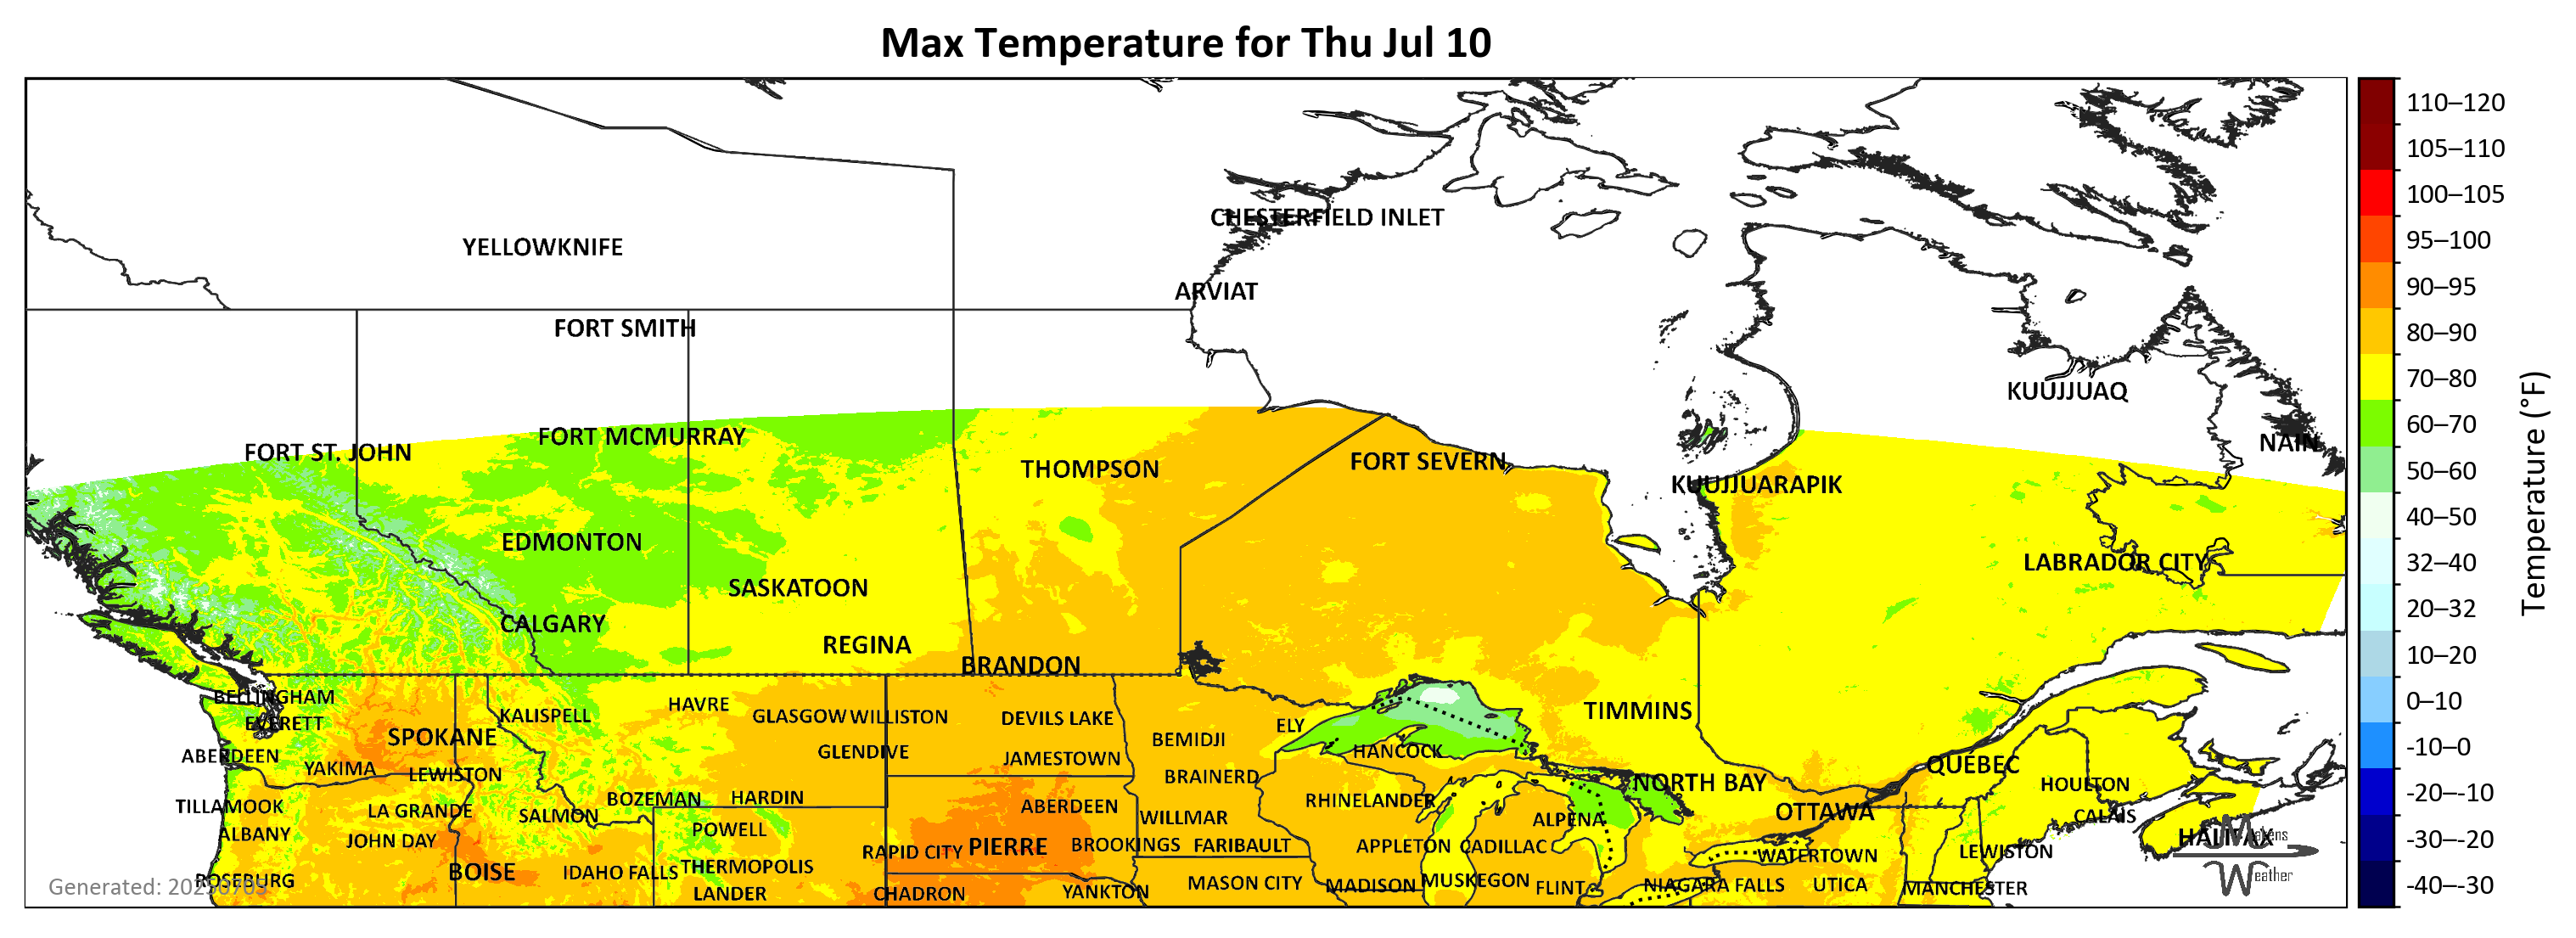 Max Temperature for Thu Jul 10
110–120
105–110
100–105
95–100
90–95
80–90
70–80
60–70
50–60
40–50
32–40
20–32
10–20
0–10
-10–0
-20–-10
-30–-20
-40–-30
Temperature (°F)
CHESTERFIELD INLET
YELLOWKNIFE
ARVIAT
FORT SMITH
KUUJJUAQ
FORT MCMURRAY
NAIN
FORT ST. JOHN
FORT SEVERN
THOMPSON
KUUJJUARAPIK
EDMONTON
LABRADOR CITY
SASKATOON
CALGARY
REGINA
BRANDON
BELLINGHAM
HAVRE
TIMMINS
KALISPELL
GLASGOW
WILLISTON
DEVILS LAKE
EVERETT
ELY
SPOKANE
BEMIDJI
HANCOCK
GLENDIVE
ABERDEEN
JAMESTOWN
QUÉBEC
YAKIMA
LEWISTON
BRAINERD
NORTH BAY
HOULTON
BOZEMAN
HARDIN
RHINELANDER
TILLAMOOK
ABERDEEN
LA GRANDE
OTTAWA
SALMON
CALAIS
WILLMAR
ALPENA
POWELL
ALBANY
HALIFAX
JOHN DAY
BROOKINGS
FARIBAULT
APPLETON
CADILLAC
PIERRE
RAPID CITY
LEWISTON
WATERTOWN
THERMOPOLIS
BOISE
IDAHO FALLS
ROSEBURG
MUSKEGON
MASON CITY
MADISON
NIAGARA FALLS
UTICA
FLINT
MANCHESTER
YANKTON
LANDER
CHADRON
Generated: 20250705
Weather